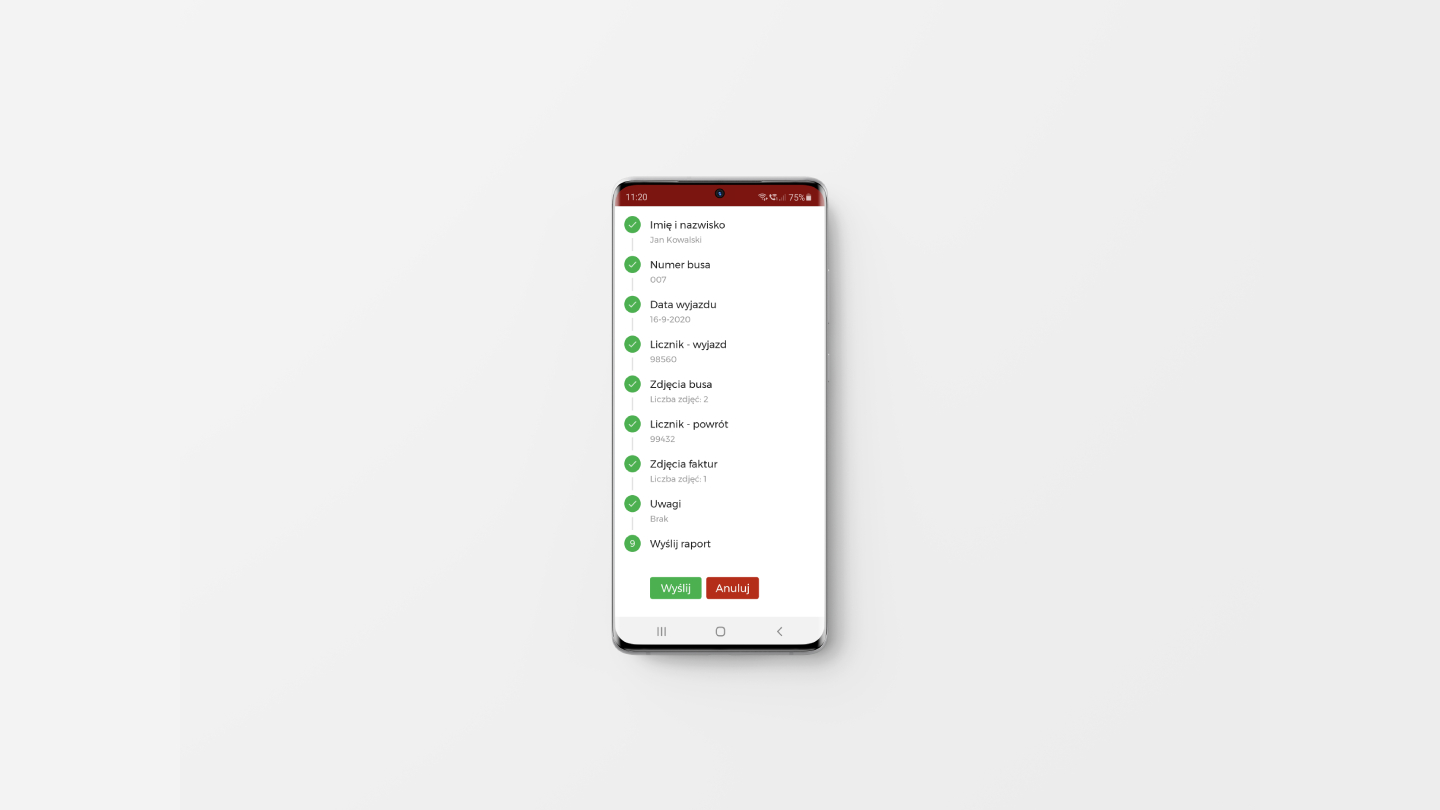 11:20 75%
Imię i nazwisko
Jan Kowalski
Numer busa
007
Data wyjazdu
16-9-2020
Licznik - wyjazd
98560
Zdjęcia busa
Liczba zdjęć: 2
Licznik - powrót
99432
Zdjęcia faktur
Liczba zdjęć: 1
Uwagi
Brak
9 Wyślij raport
Wyślij Anuluj